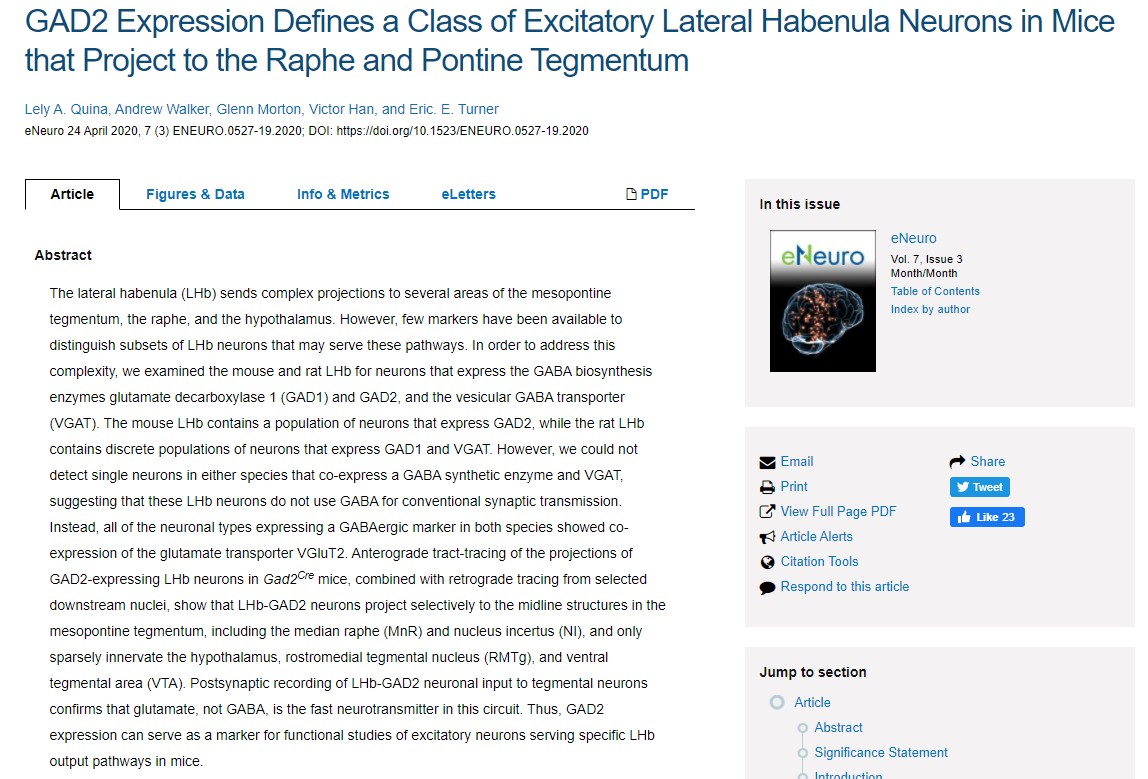 GAD2 Expression Defines a Class of Excitatory Lateral Habenula Neurons in Mice
that Project to the Raphe and Pontine Tegmentum
Lely A. Quina, Andrew Walker, Glenn Morton, Victor Han, and Eric. E. Turner
eNeuro 24 April 2020, 7 (3) ENEURO.0527-19.2020; DOI: https://doi.org/10.1523/ENEURO.0527-19.2020
Article
Figures & Data
Info & Metrics
eLetters
PDF
Abstract
The lateral habenula (LHb) sends complex projections to several areas of the mesopontine
tegmentum, the raphe, and the hypothalamus. However, few markers have been available to
distinguish subsets of LHb neurons that may serve these pathways. In order to address this
complexity, we examined the mouse and rat LHb for neurons that express the GABA biosynthesis
enzymes glutamate decarboxylase 1 (GAD1) and GAD2, and the vesicular GABA transporter
(VGAT). The mouse LHb contains a population of neurons that express GAD2, while the rat LHb
contains discrete populations of neurons that express GAD1 and VGAT. However, we could not
detect single neurons in either species that co-express a GABA synthetic enzyme and VGAT,
suggesting that these LHb neurons do not use GABA for conventional synaptic transmission.
Instead, all of the neuronal types expressing a GABAergic marker in both species showed co-
expression of the glutamate transporter VGluT2. Anterograde tract-tracing of the projections of
GAD2-expressing LHb neurons in Gad2Cre mice, combined with retrograde tracing from selected
downstream nuclei, show that LHb-GAD2 neurons project selectively to the midline structures in the
mesopontine tegmentum, including the median raphe (MnR) and nucleus incertus (NI), and only
sparsely innervate the hypothalamus, rostromedial tegmental nucleus (RMTg), and ventral
tegmental area (VTA). Postsynaptic recording of LHb-GAD2 neuronal input to tegmental neurons
confirms that glutamate, not GABA, is the fast neurotransmitter in this circuit. Thus, GAD2
expression can serve as a marker for functional studies of excitatory neurons serving specific LHb
output pathways in mice.
In this issue
eNeuro
eNeuro
Vol. 7, Issue 3
Month/Month
Table of Contents
Index by author
Email
Print
View Full Page PDF
Article Alerts
Citation Tools
Respond to this article
Share
Tweet
Like 23
Jump to section
Article
Abstract
Significance Statement
Introduction